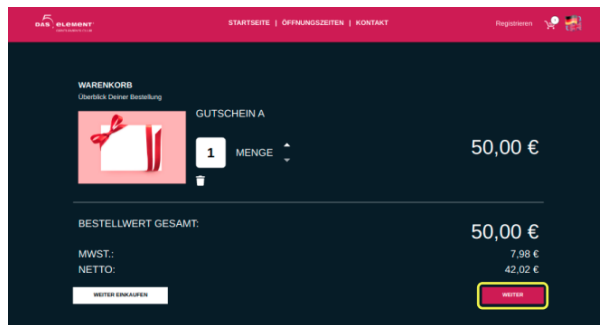 DAS ELEMENT
STARTSEITE | ÖFFNUNGSZEITEN | KONTAKT
Registrieren
WARENKORB
Überblick Deiner Bestellung
GUTSCHEIN A
1 MENGE
50,00 €
BESTELLWERT GESAMT:
50,00 €
MWST.:
7,98 €
NETTO:
42,02 €
WEITER EINKAUFEN
WEITER